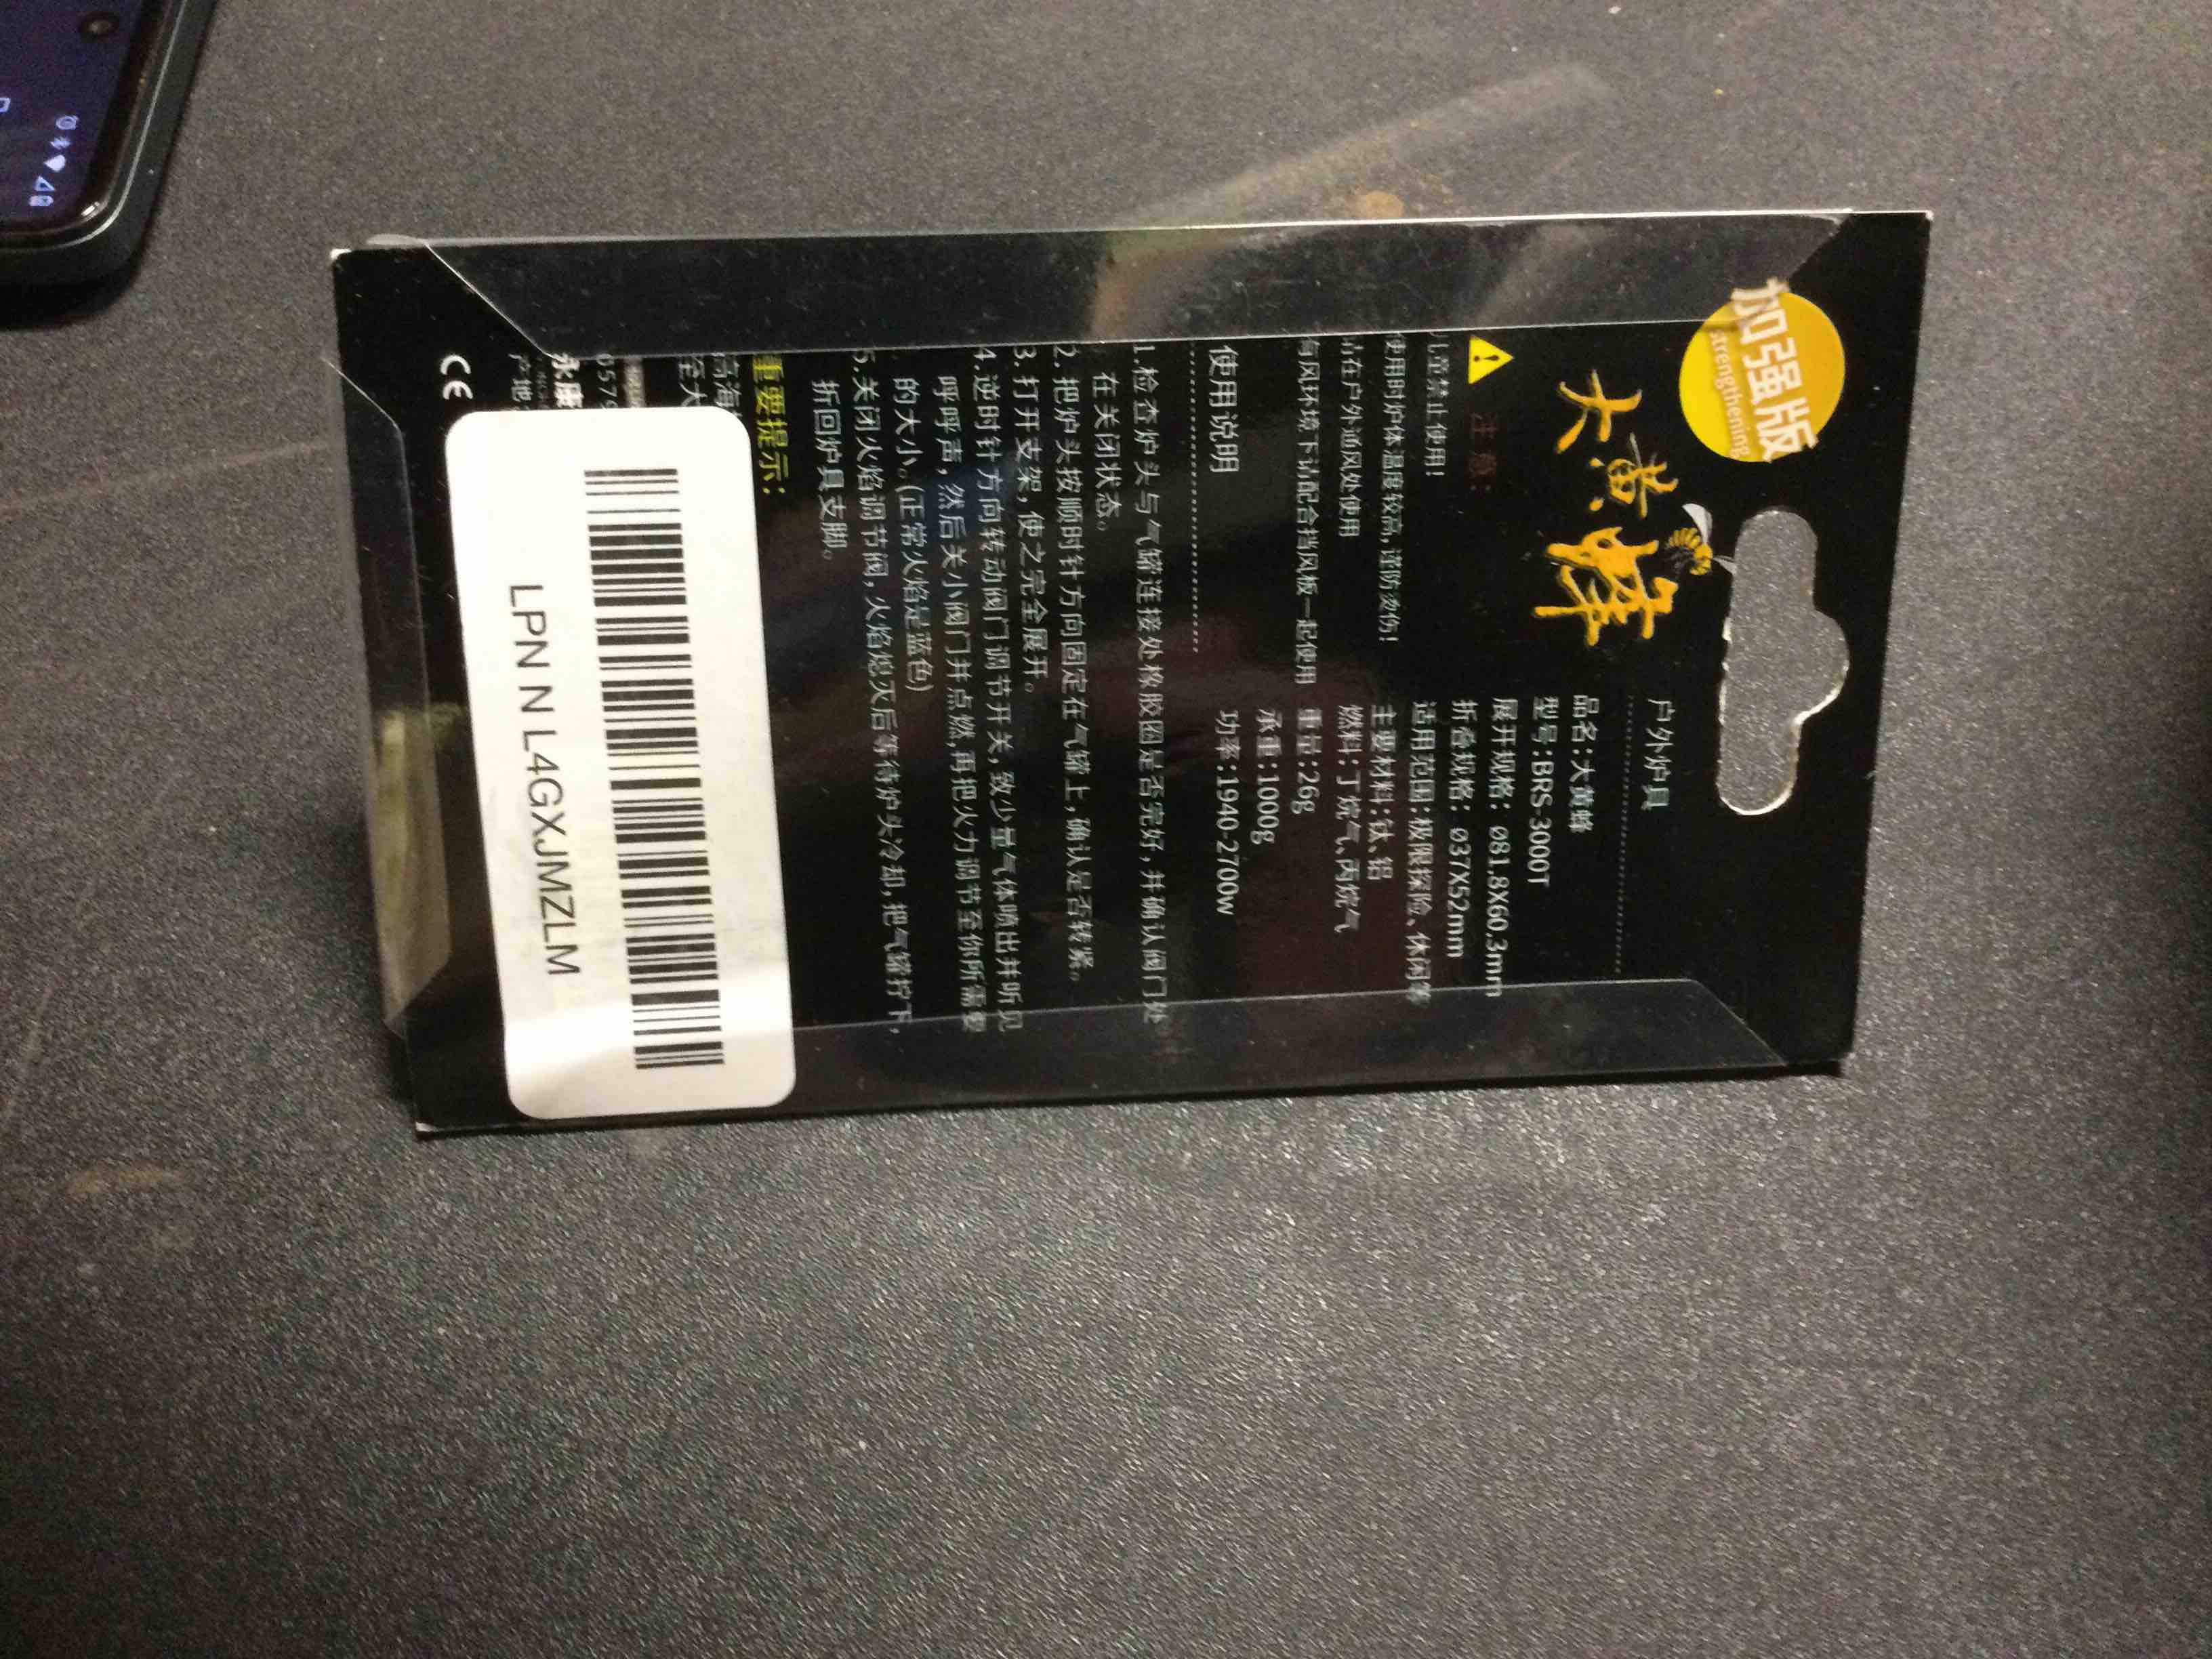 加强版
strengthening
大黄蜂
户外炉具
品名:大黄蜂
型号:BRS-3000T
展开规格: Ø81.8X60.3mm
折叠规格: Ø37X52mm
适用范围:极限探险、休闲等
主要材料:钛、铝
燃料:丁烷气、丙烷气
重量:26g
承重:1000g
功率:1940-2700w
注意:
儿童禁止使用!
使用时炉体温度较高,谨防烫伤!
请在户外通风处使用
有风环境下请配合挡风板一起使用
使用说明
1.检查炉头与气罐连接处橡胶圈是否完好,并确认阀门处
在关闭状态。
2.把炉头按顺时针方向固定在气罐上,确认是否转紧。
3.打开支架,使之完全展开。
4.逆时针方向转动阀门调节开关,致少量气体喷出并听见
呼呼声,然后关小阀门并点燃,再把火力调节至你所需要
的大小。(正常火焰是蓝色)
5.关闭火焰调节阀,火焰熄灭后等待炉头冷却,把气罐拧下,
折回炉具支脚。
重要提示:
高海
至大
0579
永康
产地
CE
LPN N L4GXJMZLM